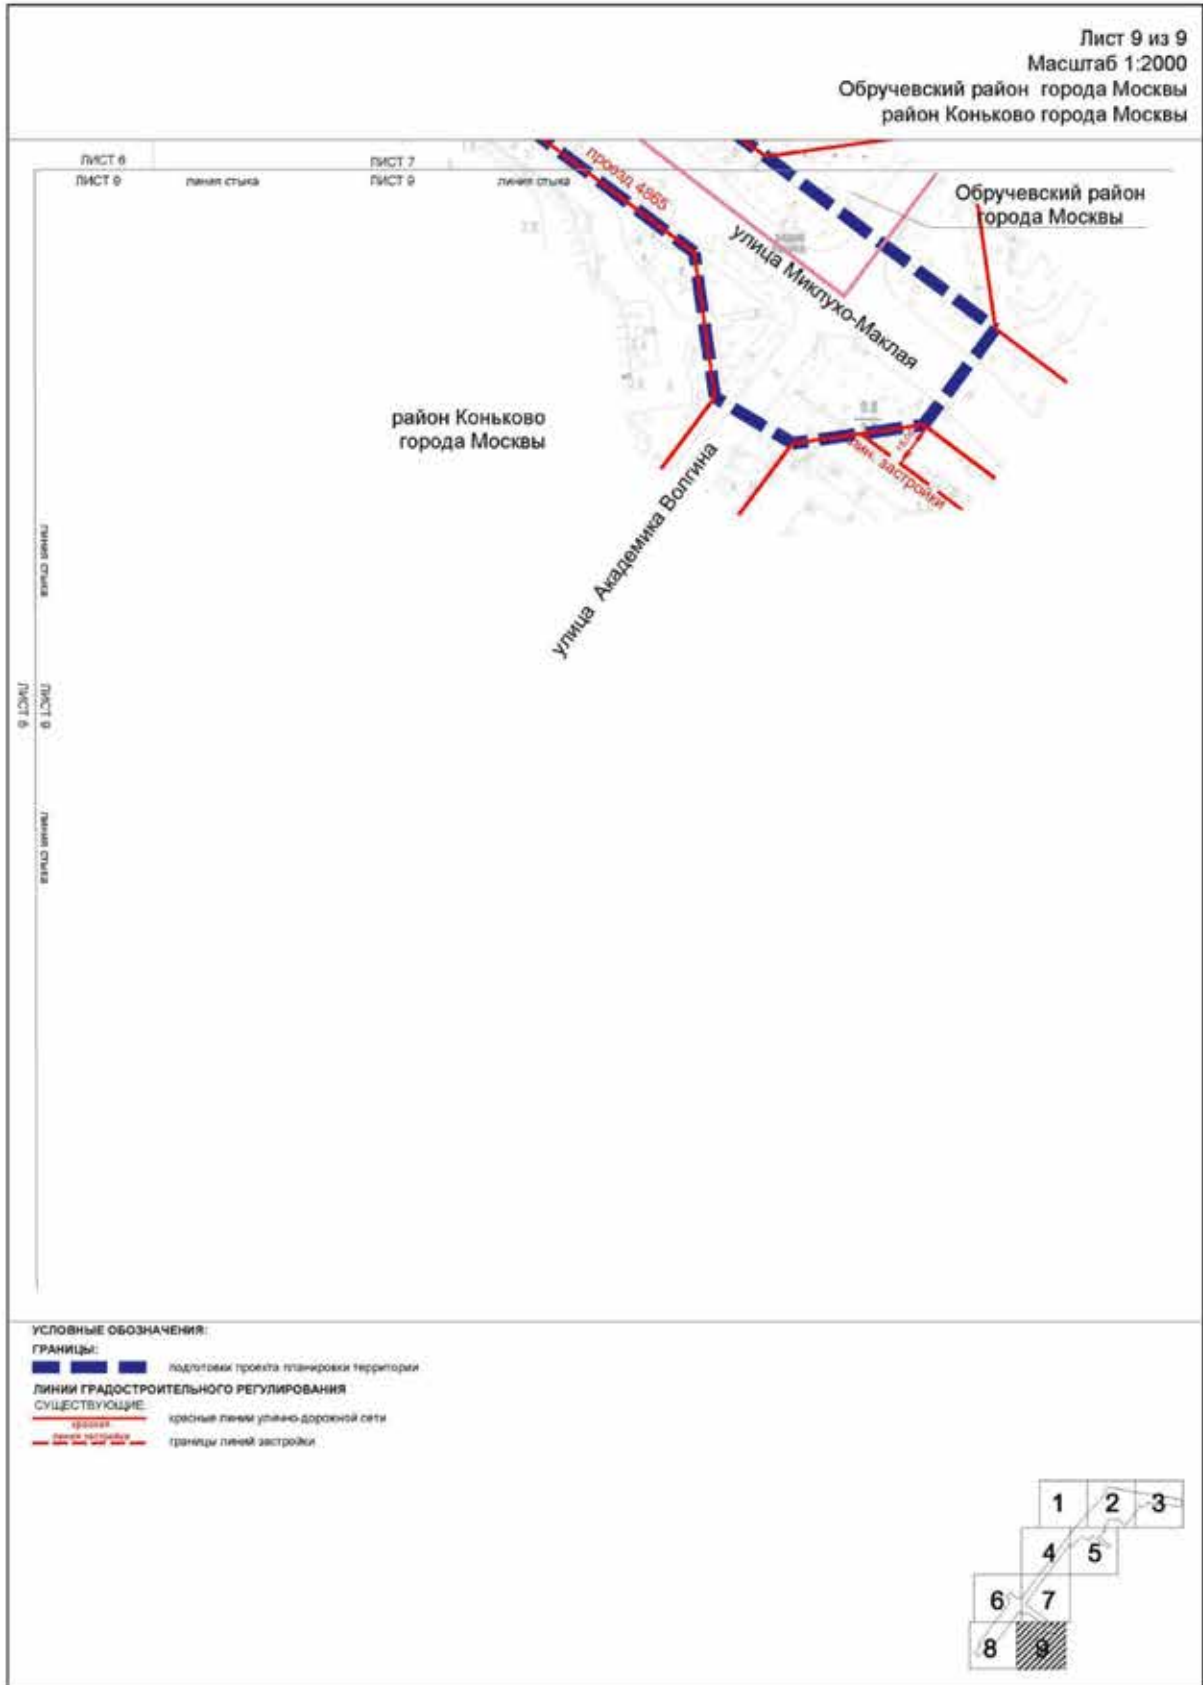 Лист 9 из 9
Масштаб 1:2000
Обручевский район города Москвы
район Коньково города Москвы
ЛИСТ 6
ЛИСТ 7
ЛИСТ 9
линия стыка
ЛИСТ 9
линия стыка
проезд 4865
Обручевский район
города Москвы
улица Миклухо-Маклая
район Коньково
города Москвы
лин. застройки
улица Академика Волгина
линия стыка
ЛИСТ 9
ЛИСТ 8
линия стыка
УСЛОВНЫЕ ОБОЗНАЧЕНИЯ:
ГРАНИЦЫ:
подготовки проекта планировки территории
ЛИНИИ ГРАДОСТРОИТЕЛЬНОГО РЕГУЛИРОВАНИЯ
СУЩЕСТВУЮЩИЕ
красные линии улично-дорожной сети
красная
линия застройки
границы линий застройки
1 2 3
4 5
6 7
8 9